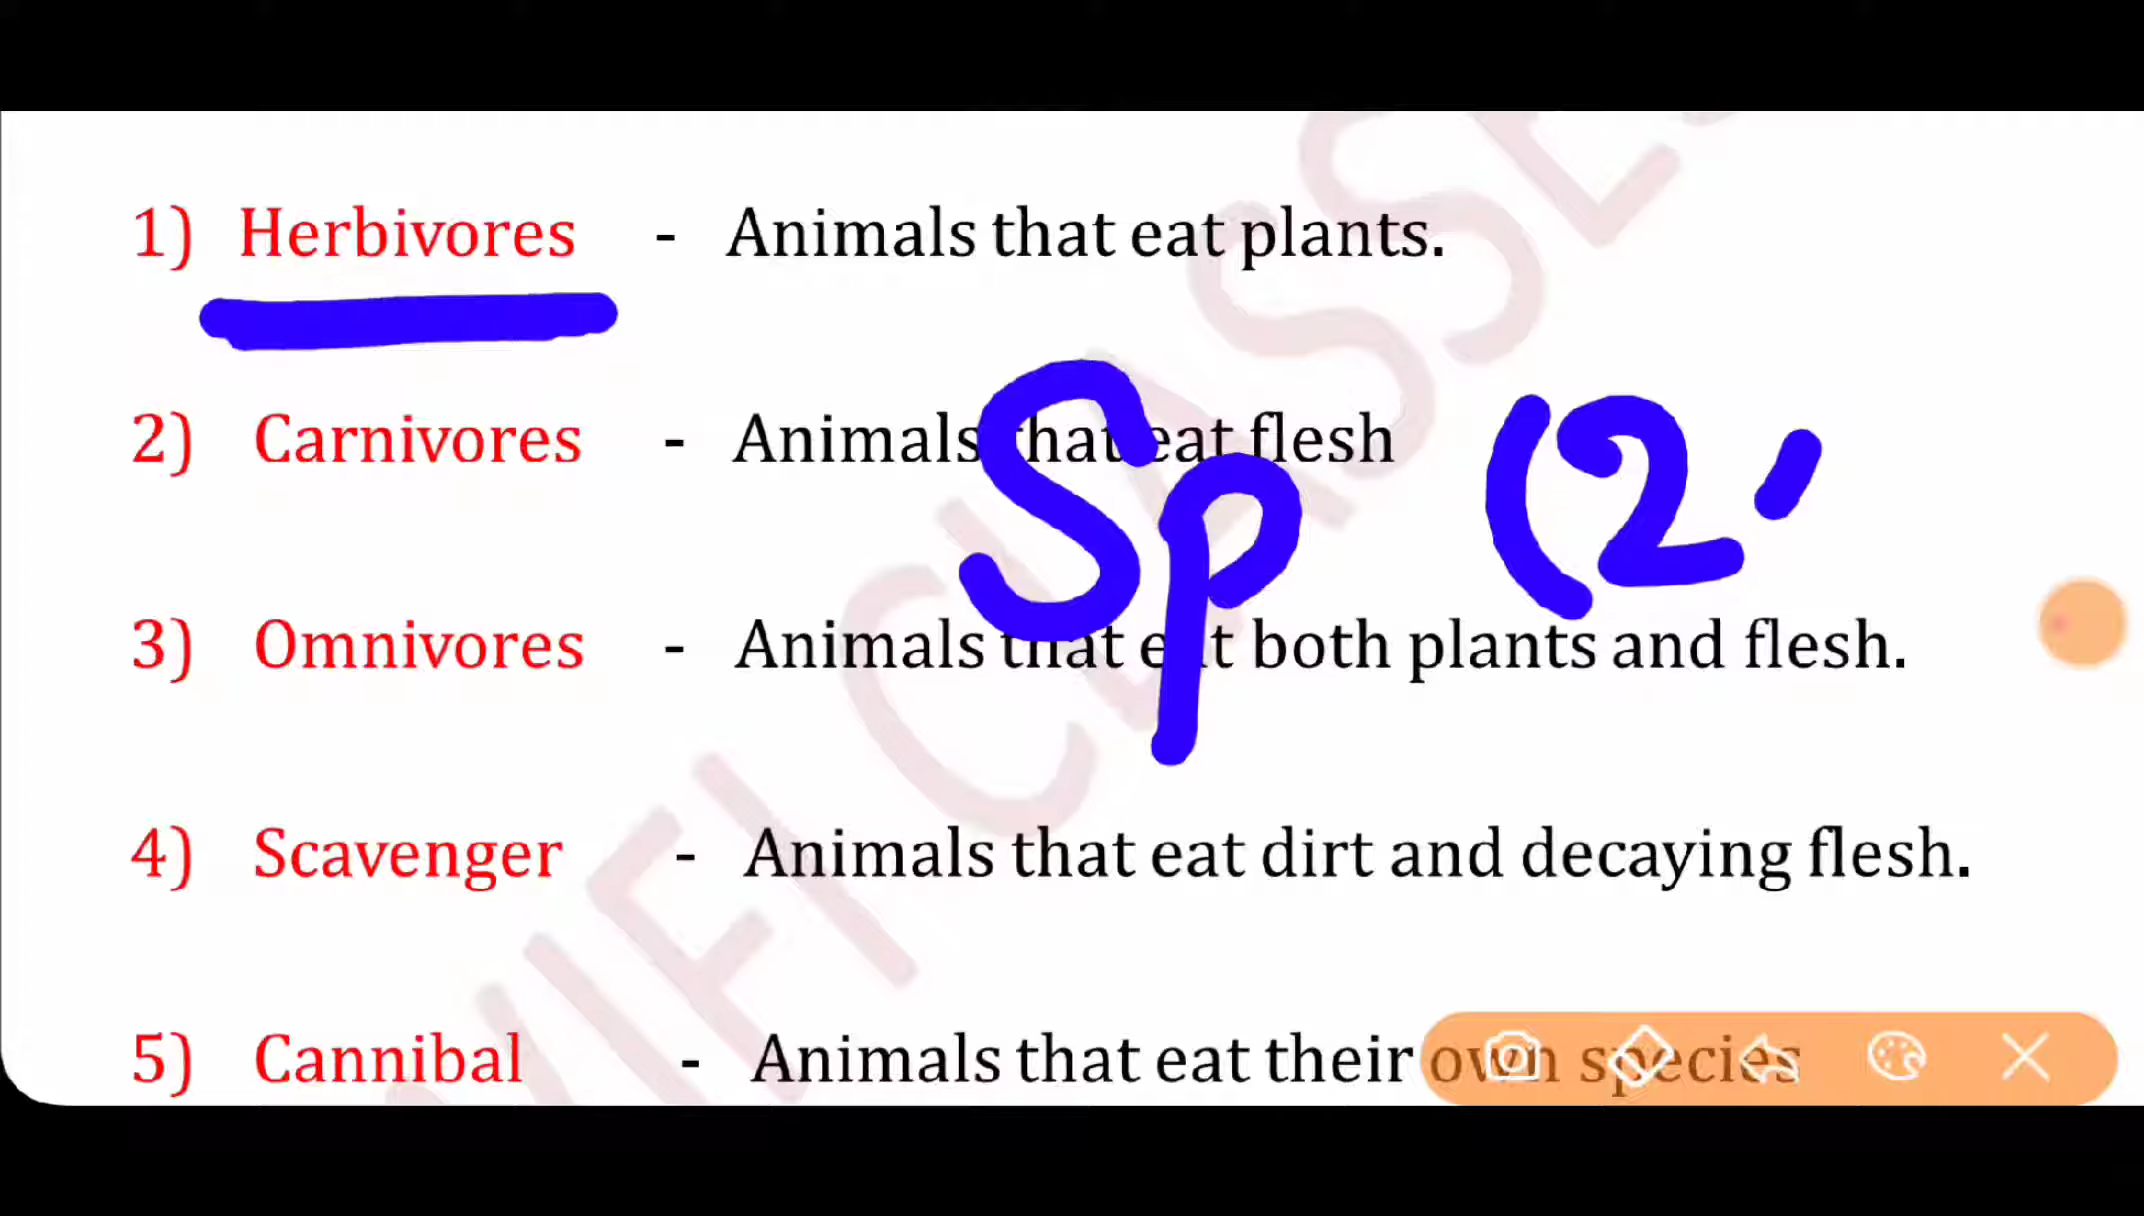 1) Herbivores - Animals that eat plants.
2) Carnivores - Animals that eat flesh
Sp (2'
3) Omnivores - Animals that eat both plants and flesh.
4) Scavenger - Animals that eat dirt and decaying flesh.
5) Cannibal - Animals that eat their own species